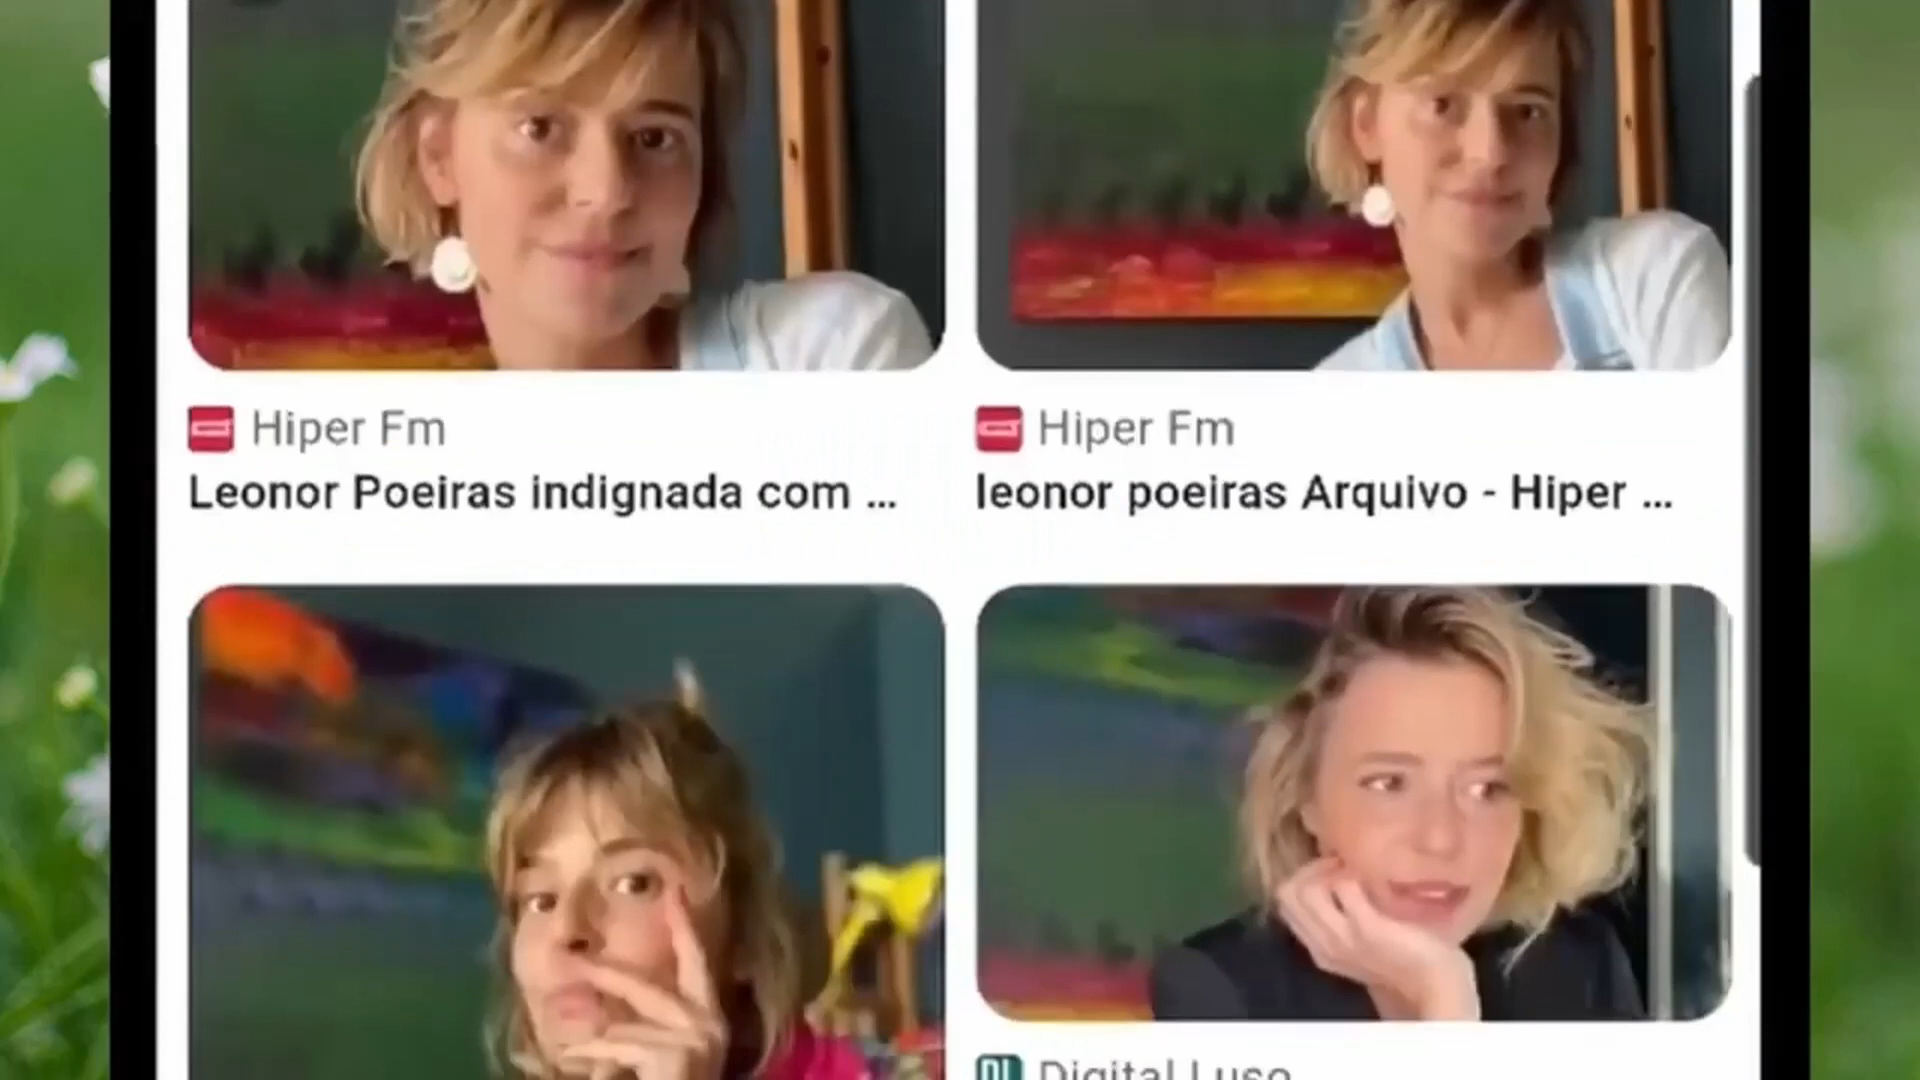 Hiper Fm
Leonor Poeiras indignada com ...
Hiper Fm
leonor poeiras Arquivo - Hiper ...
Digital Luso